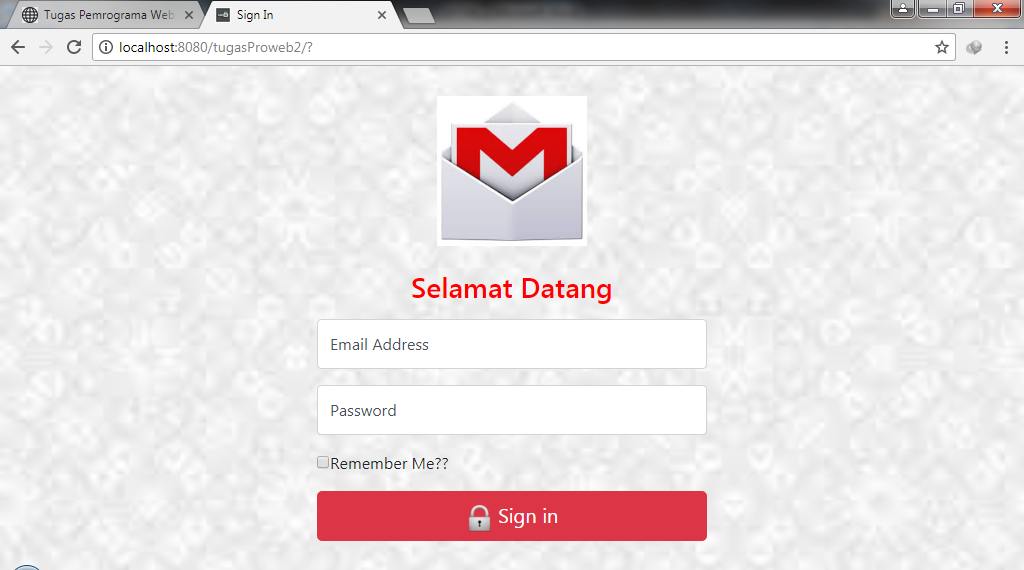 Tugas Pemrograma Web
Sign In
localhost:8080/tugasProweb2/?
M
Selamat Datang
Email Address
Password
Remember Me??
Sign in